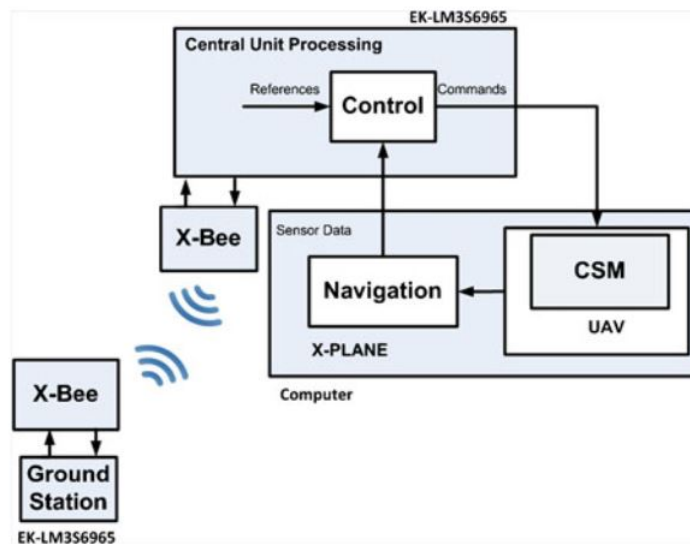 EK-LM3S6965
Central Unit Processing
References
Control
Commands
X-Bee
Sensor Data
CSM
Navigation
UAV
X-PLANE
Computer
X-Bee
Ground
Station
EK-LM3S6965